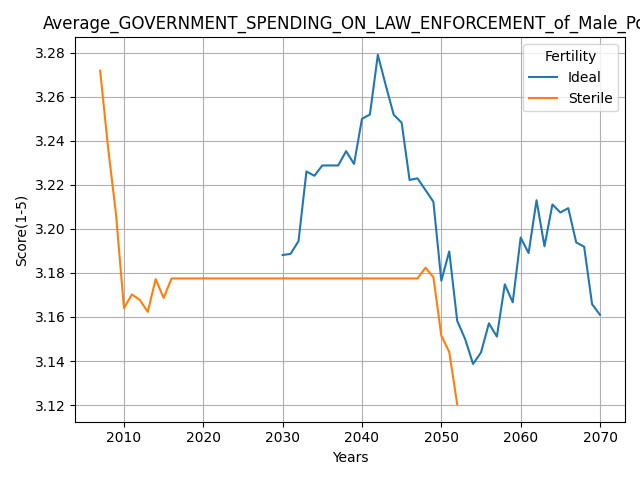 Average_GOVERNMENT_SPENDING_ON_LAW_ENFORCEMENT_of_Male_Po
Fertility
Ideal
Sterile
3.28
3.26
3.24
3.22
3.20
3.18
3.16
3.14
3.12
Score(1-5)
2010 2020 2030 2040 2050 2060 2070
Years